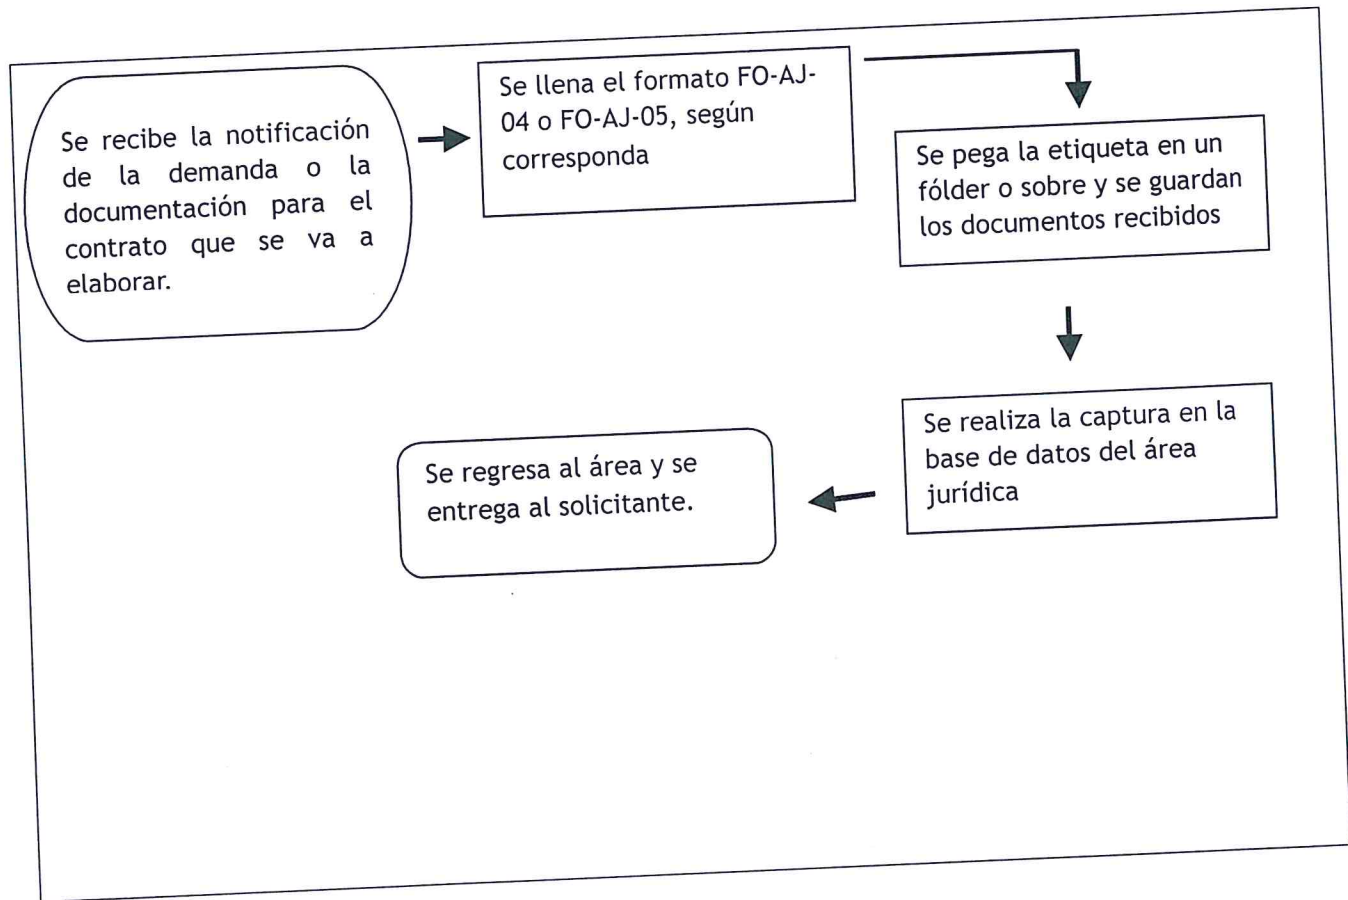 Se recibe la notificación
de la demanda o la
documentación para el
contrato que se va a
elaborar.
Se llena el formato FO-AJ-
04 o FO-AJ-05, según
corresponda
Se pega la etiqueta en un
fólder o sobre y se guardan
los documentos recibidos
Se realiza la captura en la
base de datos del área
jurídica
Se regresa al área y se
entrega al solicitante.